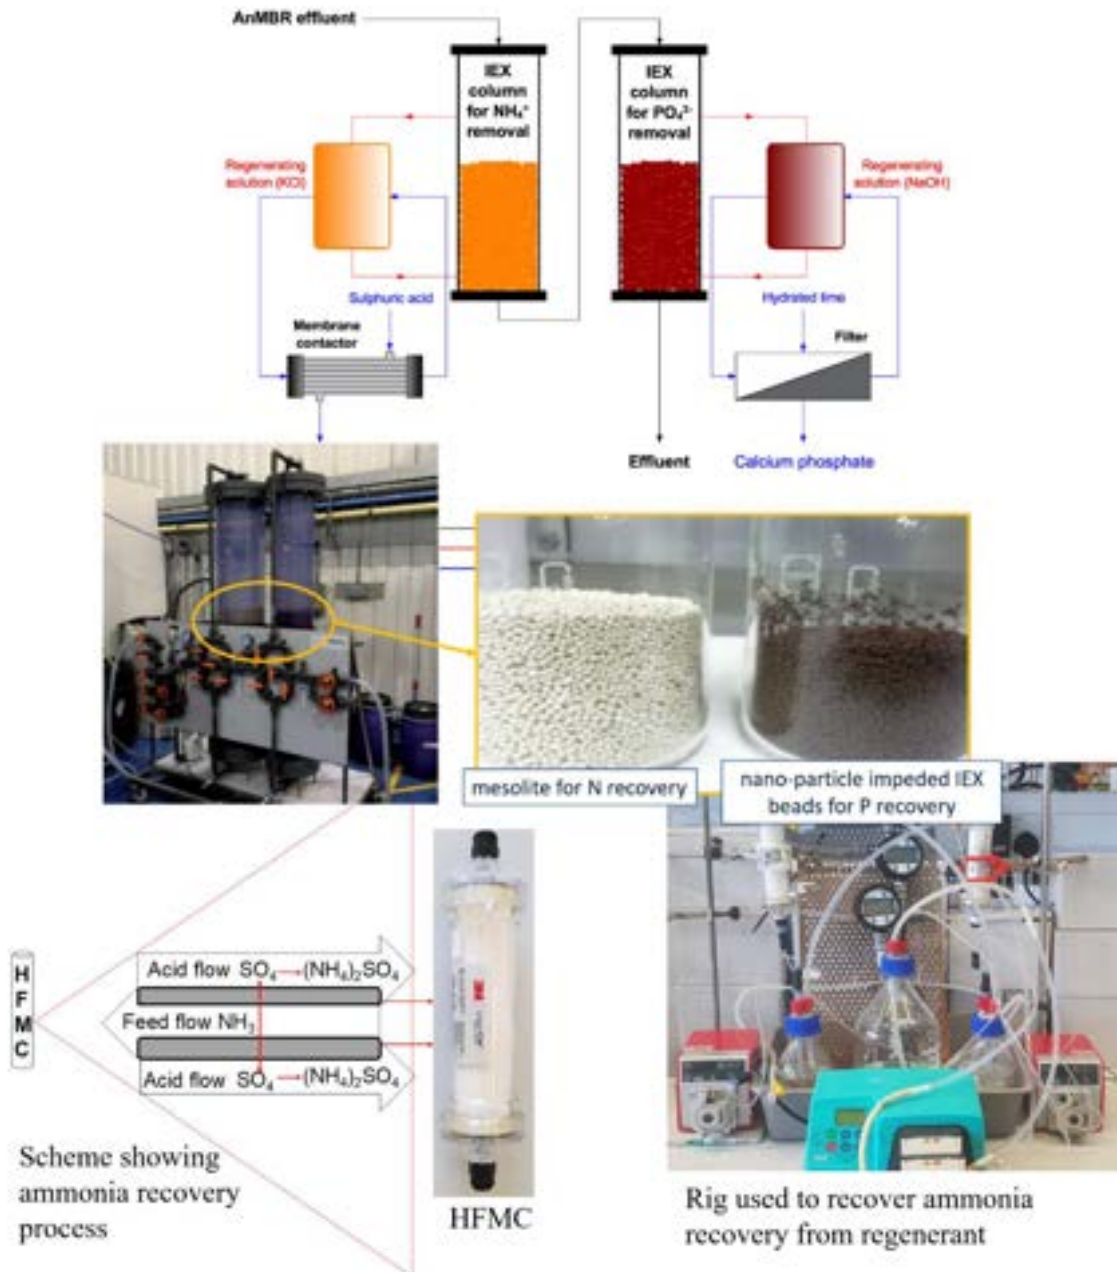 AnMBR effluent
IEX
column
for NH₄⁺
removal
IEX
column
for PO₄³⁻
removal
Regenerating
solution (KCl)
Regenerating
solution (NaOH)
Sulphuric acid
Hydrated lime
Membrane
contactor
Filter
Effluent
Calcium phosphate
mesolite for N recovery
nano-particle impeded IEX
beads for P recovery
H
F
M
C
Acid flow SO₄ → (NH₄)₂SO₄
Feed flow NH₃
Acid flow SO₄ → (NH₄)₂SO₄
3M
Scheme showing
ammonia recovery
process
HFMC
Rig used to recover ammonia
recovery from regenerant